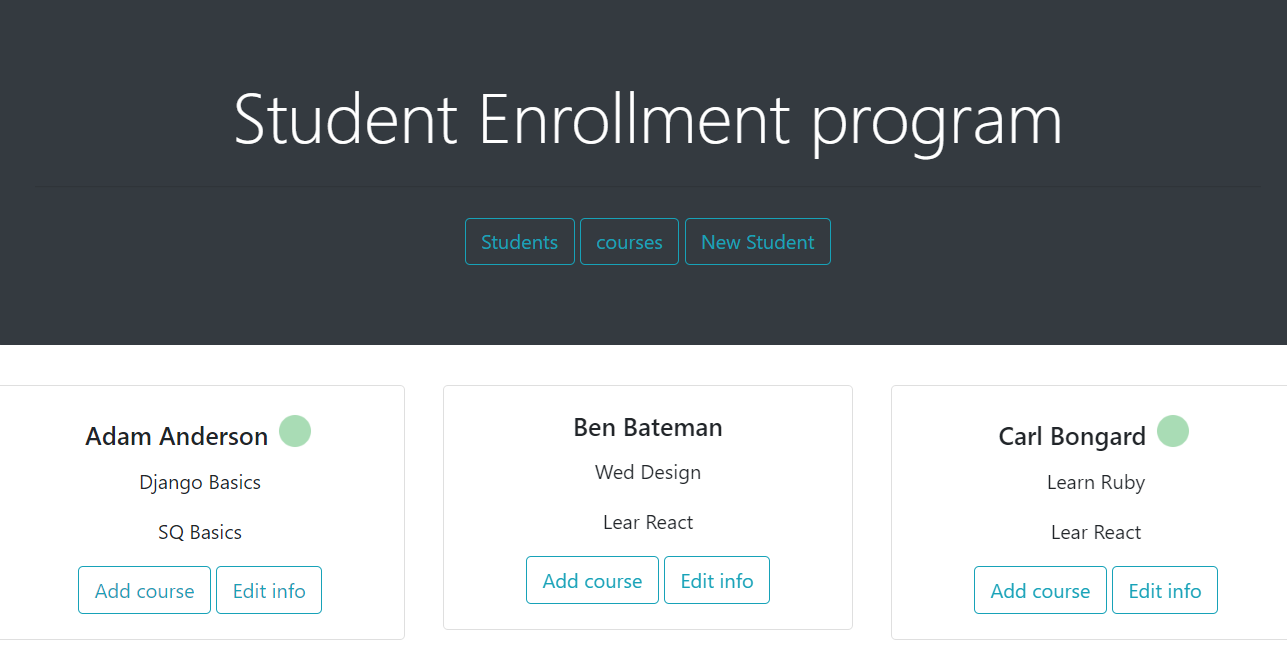 Student Enrollment program
Students courses New Student
Adam Anderson
Django Basics
SQ Basics
Add course Edit info
Ben Bateman
Wed Design
Lear React
Add course Edit info
Carl Bongard
Learn Ruby
Lear React
Add course Edit info